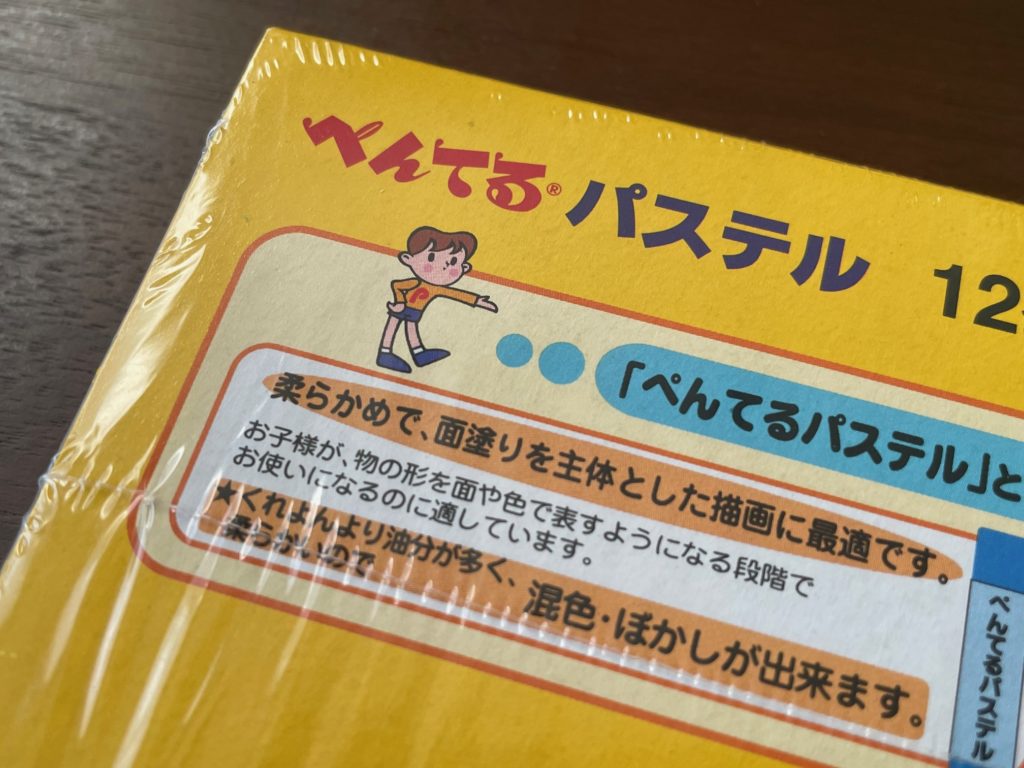 ぺんてる® パステル 12
「ぺんてるパステル」と
柔らかめで、面塗りを主体とした描画に最適です。
お子様が、物の形を面や色で表すようになる段階で
お使いになるのに適しています。
★くれよんより油分が多く、
柔らかいので 混色・ぼかしが出来ます。
ぺんてるパステル